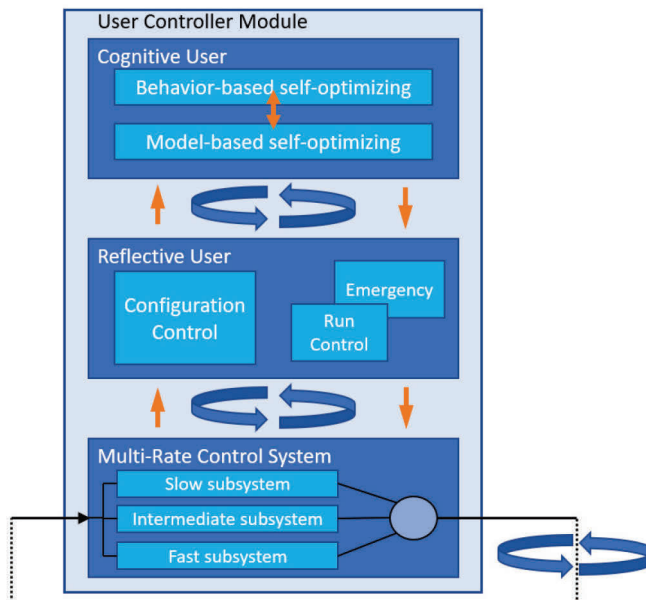 User Controller Module
Cognitive User
Behavior-based self-optimizing
Model-based self-optimizing
Reflective User
Configuration
Control
Emergency
Run
Control
Multi-Rate Control System
Slow subsystem
Intermediate subsystem
Fast subsystem